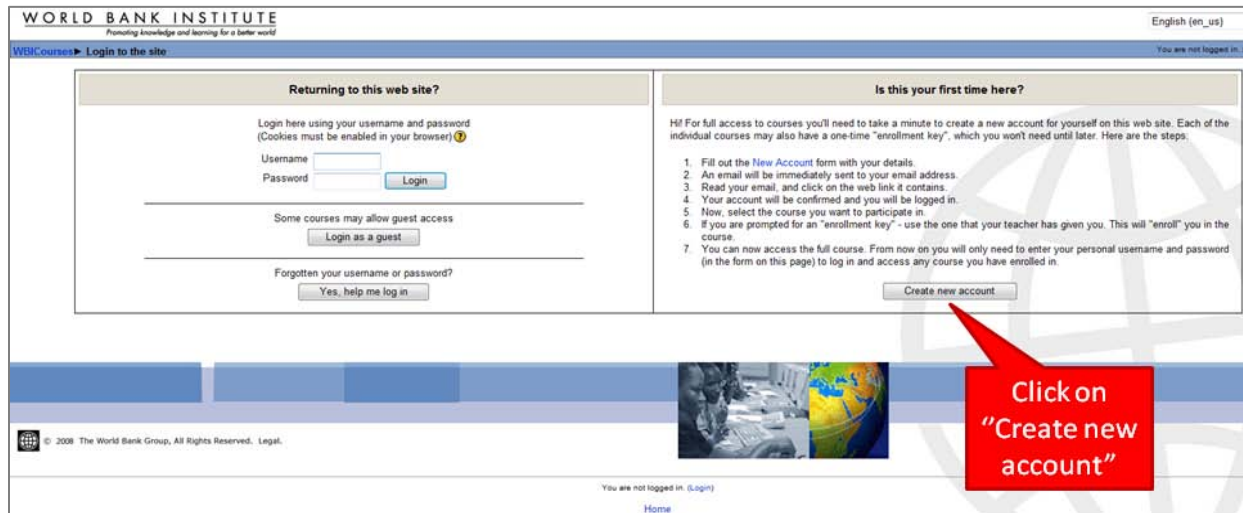 WORLD BANK INSTITUTE
Promoting knowledge and learning for a better world
English (en_us)
WBICourses► Login to the site
You are not logged in.
Returning to this web site?
Login here using your username and password
(Cookies must be enabled in your browser) ?
Username
Password
Login
Some courses may allow guest access
Login as a guest
Forgotten your username or password?
Yes, help me log in
Is this your first time here?
Hi! For full access to courses you'll need to take a minute to create a new account for yourself on this web site. Each of the
individual courses may also have a one-time "enrollment key", which you won't need until later. Here are the steps:
1. Fill out the New Account form with your details.
2. An email will be immediately sent to your email address.
3. Read your email, and click on the web link it contains.
4. Your account will be confirmed and you will be logged in.
5. Now, select the course you want to participate in.
6. If you are prompted for an "enrollment key" - use the one that your teacher has given you. This will "enroll" you in the
course.
7. You can now access the full course. From now on you will only need to enter your personal username and password
(in the form on this page) to log in and access any course you have enrolled in.
Create new account
Click on
"Create new
account"
© 2008 The World Bank Group, All Rights Reserved. Legal.
You are not logged in. (Login)
Home